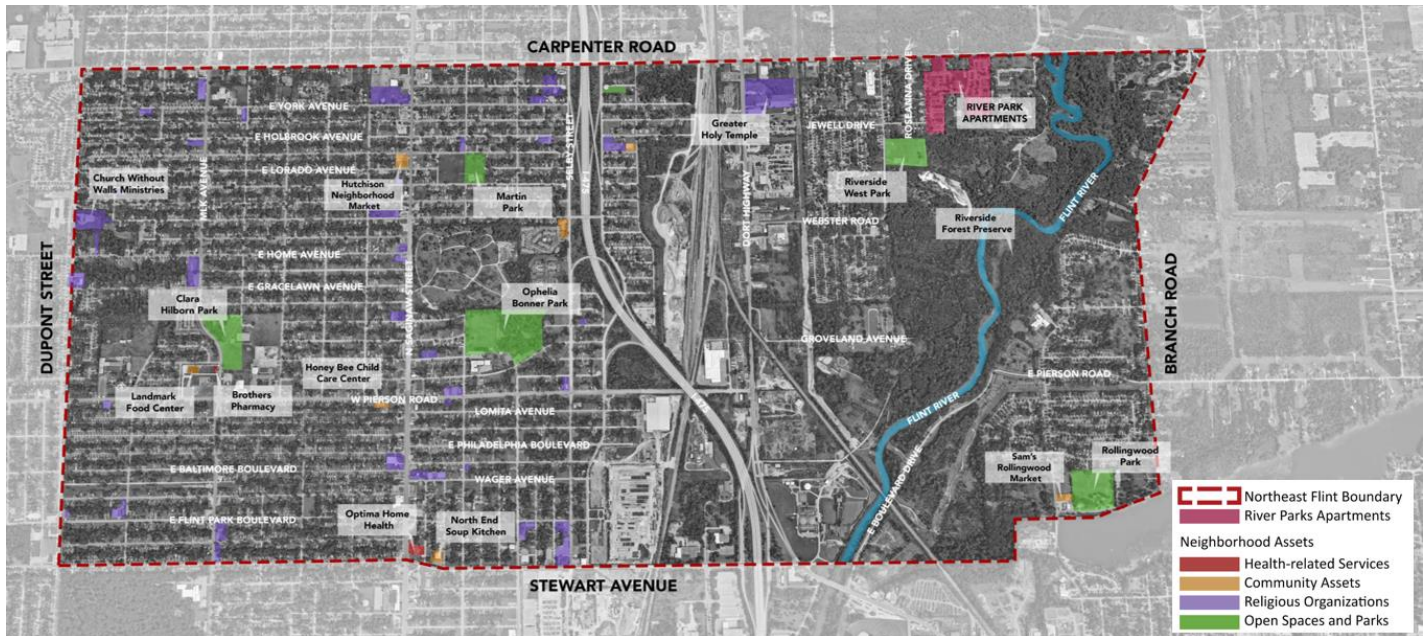 CARPENTER ROAD
E YORK AVENUE
E HOLBROOK AVENUE
E LORADO AVENUE
MLK AVENUE
Church Without
Walls Ministries
Hutchison
Neighborhood
Market
Martin
Park
SELBY STREET
I-475
Greater
Holy Temple
DORT HIGHWAY
JEWELL DRIVE
ROSEANNA DRIVE
RIVER PARK
APARTMENTS
Riverside
West Park
WEBSTER ROAD
Riverside
Forest Preserve
FLINT RIVER
DUPONT STREET
E HOME AVENUE
E GRACELAWN AVENUE
N SAGINAW STREET
Clara
Hilborn Park
Ophelia
Bonner Park
BRANCH ROAD
GROVELAND AVENUE
E PIERSON ROAD
Honey Bee Child
Care Center
Landmark
Food Center
Brothers
Pharmacy
W PIERSON ROAD
LOMITA AVENUE
I-475
FLINT RIVER
E PHILADELPHIA BOULEVARD
E BALTIMORE BOULEVARD
WAGER AVENUE
E BOULEVARD DRIVE
Sam's
Rollingwood
Market
Rollingwood
Park
E FLINT PARK BOULEVARD
Optima Home
Health
North End
Soup Kitchen
STEWART AVENUE
Northeast Flint Boundary
River Parks Apartments
Neighborhood Assets
Health-related Services
Community Assets
Religious Organizations
Open Spaces and Parks